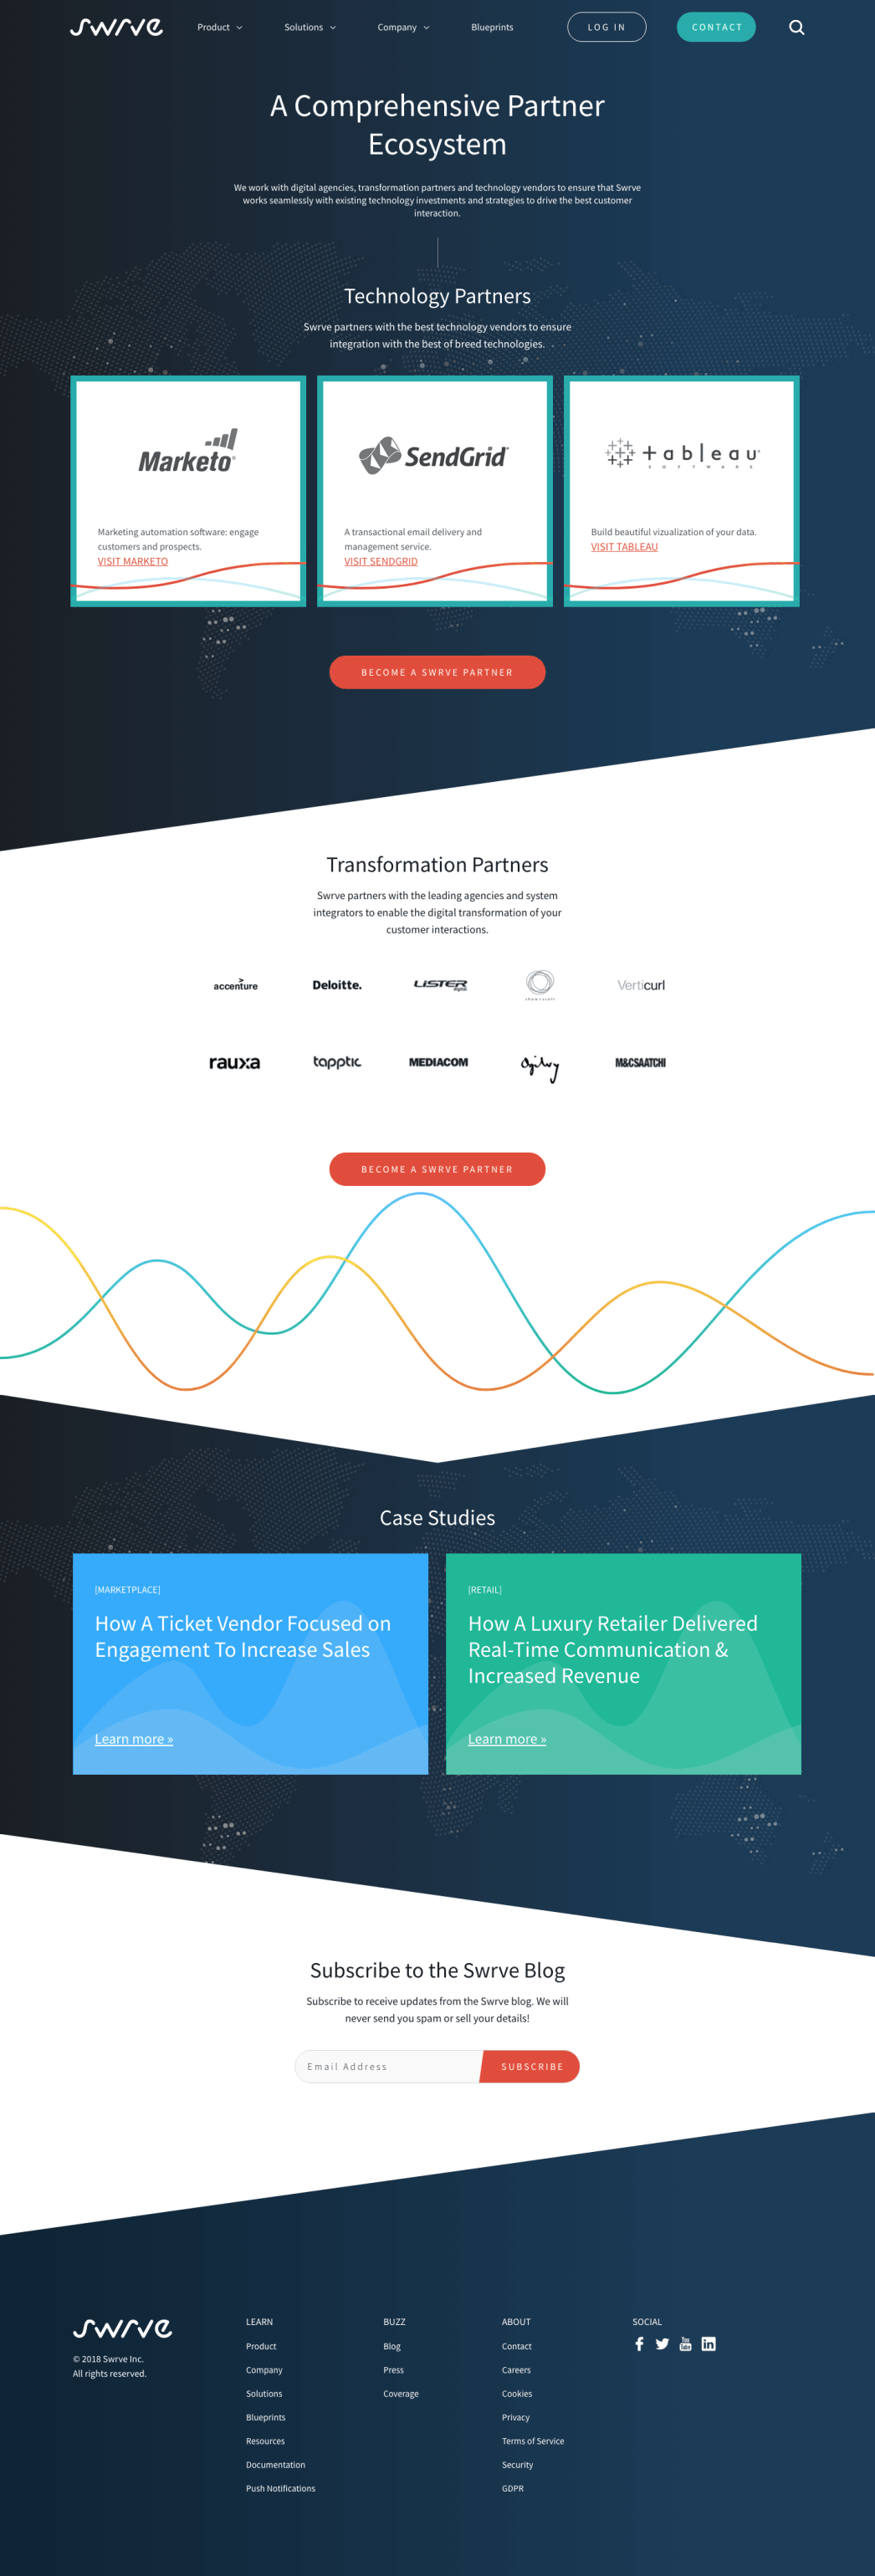 swrve
Product
Solutions
Company
Blueprints
LOG IN
CONTACT
A Comprehensive Partner
Ecosystem
We work with digital agencies, transformation partners and technology vendors to ensure that Swrve
works seamlessly with existing technology investments and strategies to drive the best customer
interaction.
Technology Partners
Swrve partners with the best technology vendors to ensure
integration with the best of breed technologies.
Marketo
Marketing automation software: engage
customers and prospects.
VISIT MARKETO
SendGrid
A transactional email delivery and
management service.
VISIT SENDGRID
tableau
SOFTWARE
Build beautiful vizualization of your data.
VISIT TABLEAU
BECOME A SWRVE PARTNER
Transformation Partners
Swrve partners with the leading agencies and system
integrators to enable the digital transformation of your
customer interactions.
accenture
Deloitte.
LISTER
digital
Verticurl
rauxa
tapptic
MEDIACOM
Ogilvy
M&CSAATCHI
BECOME A SWRVE PARTNER
Case Studies
[MARKETPLACE]
How A Ticket Vendor Focused on
Engagement To Increase Sales
Learn more »
[RETAIL]
How A Luxury Retailer Delivered
Real-Time Communication &
Increased Revenue
Learn more »
Subscribe to the Swrve Blog
Subscribe to receive updates from the Swrve blog. We will
never send you spam or sell your details!
Email Address
SUBSCRIBE
swrve
© 2018 Swrve Inc.
All rights reserved.
LEARN
Product
Company
Solutions
Blueprints
Resources
Documentation
Push Notifications
BUZZ
Blog
Press
Coverage
ABOUT
Contact
Careers
Cookies
Privacy
Terms of Service
Security
GDPR
SOCIAL